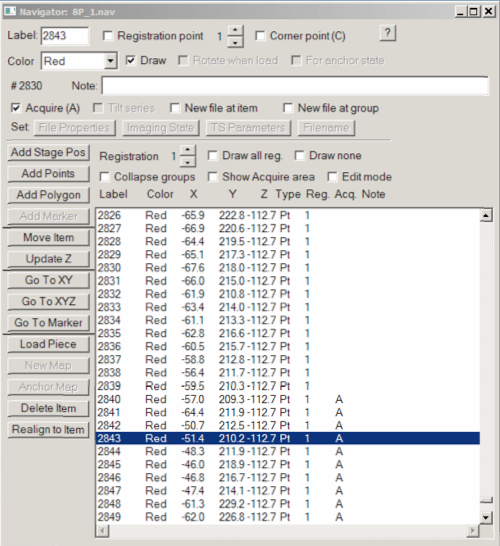 Navigator: 8P_1.nav
Label: 2843 Registration point 1 Corner point (C) ?
Color Red Draw Rotate when load For anchor state
# 2830 Note:
Acquire (A) Tilt series New file at item New file at group
Set: File Properties Imaging State TS Parameters Filename
Add Stage Pos Registration 1 Draw all reg. Draw none
Add Points Collapse groups Show Acquire area Edit mode
Add Polygon Label Color X Y Z Type Reg. Acq. Note
Add Marker
Move Item
Update Z
Go To XY
Go To XYZ
Go To Marker
Load Piece
New Map
Anchor Map
Delete Item
Realign to Item
2826 Red -65.9 222.8 -112.7 Pt 1
2827 Red -66.9 220.6 -112.7 Pt 1
2828 Red -64.4 219.5 -112.7 Pt 1
2829 Red -65.1 217.3 -112.7 Pt 1
2830 Red -67.6 218.0 -112.7 Pt 1
2831 Red -66.0 215.0 -112.7 Pt 1
2832 Red -61.9 210.8 -112.7 Pt 1
2833 Red -63.4 214.0 -112.7 Pt 1
2834 Red -61.1 213.3 -112.7 Pt 1
2835 Red -62.8 216.6 -112.7 Pt 1
2836 Red -60.5 215.7 -112.7 Pt 1
2837 Red -58.8 212.8 -112.7 Pt 1
2838 Red -56.4 211.7 -112.7 Pt 1
2839 Red -59.5 210.3 -112.7 Pt 1
2840 Red -57.0 209.3 -112.7 Pt 1 A
2841 Red -64.4 211.9 -112.7 Pt 1 A
2842 Red -50.7 212.5 -112.7 Pt 1 A
2843 Red -51.4 210.2 -112.7 Pt 1 A
2844 Red -48.3 211.9 -112.7 Pt 1 A
2845 Red -46.0 218.9 -112.7 Pt 1 A
2846 Red -46.8 216.7 -112.7 Pt 1 A
2847 Red -47.4 214.1 -112.7 Pt 1 A
2848 Red -61.3 229.2 -112.7 Pt 1 A
2849 Red -62.0 226.8 -112.7 Pt 1 A